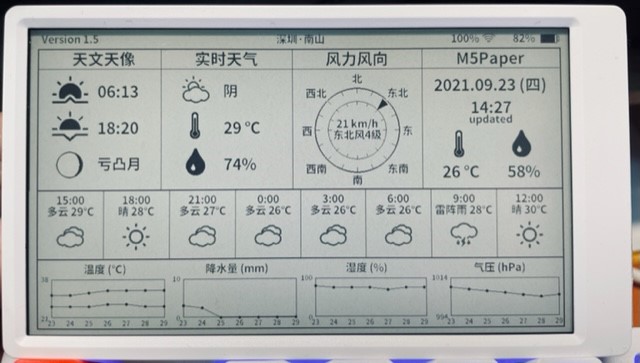 Version 1.5 深圳·南山 100% 82%
天文天像 实时天气 风力风向 M5Paper
06:13
18:20
亏凸月
阴
29 °C
74%
北
西北 东北
西 东
西南 东南
南
21 km/h
东北风4级
2021.09.23 (四)
14:27
updated
26 °C 58%
15:00 18:00 21:00 0:00 3:00 6:00 9:00 12:00
多云 29°C 晴 28°C 多云 27°C 多云 26°C 多云 26°C 多云 26°C 雷阵雨 28°C 晴 30°C
温度 (°C) 降水量 (mm) 湿度 (%) 气压 (hPa)
10 100 1014
994
23 24 25 26 27 28 29 23 24 25 26 27 28 29 23 24 25 26 27 28 29 23 24 25 26 27 28 29